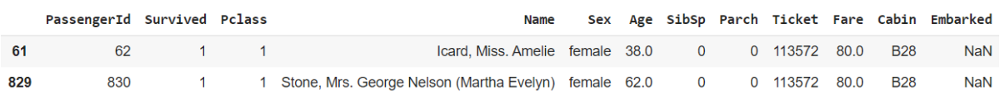 PassengerId Survived Pclass Name Sex Age SibSp Parch Ticket Fare Cabin Embarked
61 62 1 1 Icard, Miss. Amelie female 38.0 0 0 113572 80.0 B28 NaN
829 830 1 1 Stone, Mrs. George Nelson (Martha Evelyn) female 62.0 0 0 113572 80.0 B28 NaN